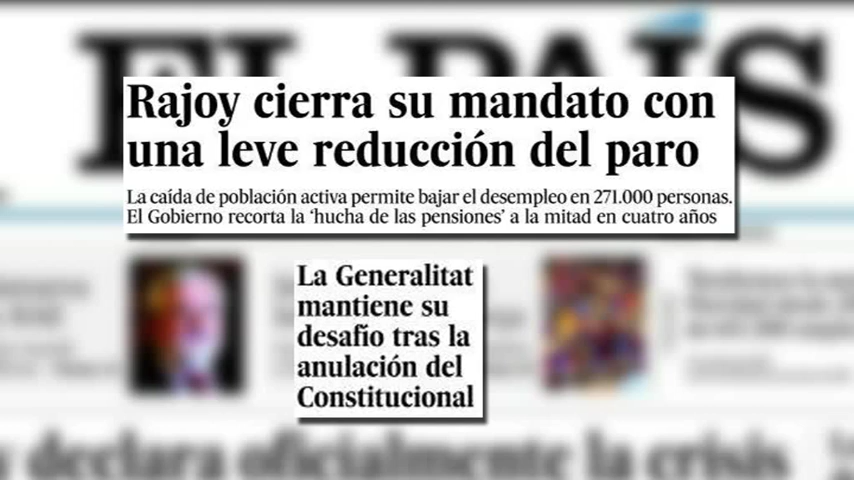 EL PAÍS
Rajoy cierra su mandato con
una leve reducción del paro
La caída de población activa permite bajar el desempleo en 271.000 personas.
El Gobierno recorta la ‘hucha de las pensiones’ a la mitad en cuatro años
La Generalitat
mantiene su
desafío tras la
anulación del
Constitucional
y declara oficialmente la crisis